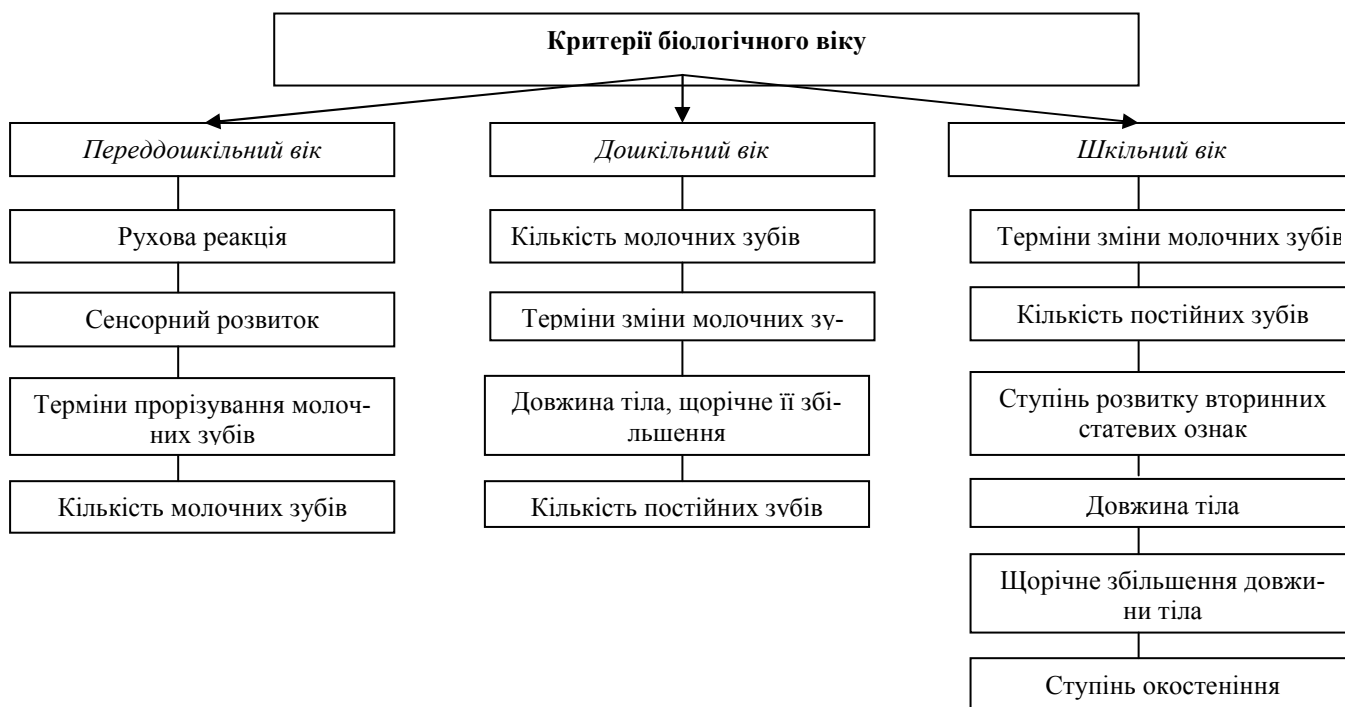 Критерії біологічного віку
Переддошкільний вік
Рухова реакція
Сенсорний розвиток
Терміни прорізування молоч-
них зубів
Кількість молочних зубів
Дошкільний вік
Кількість молочних зубів
Терміни зміни молочних зу-
Довжина тіла, щорічне її збі-
льшення
Кількість постійних зубів
Шкільний вік
Терміни зміни молочних зубів
Кількість постійних зубів
Ступінь розвитку вторинних
статевих ознак
Довжина тіла
Щорічне збільшення довжи-
ни тіла
Ступінь окостеніння